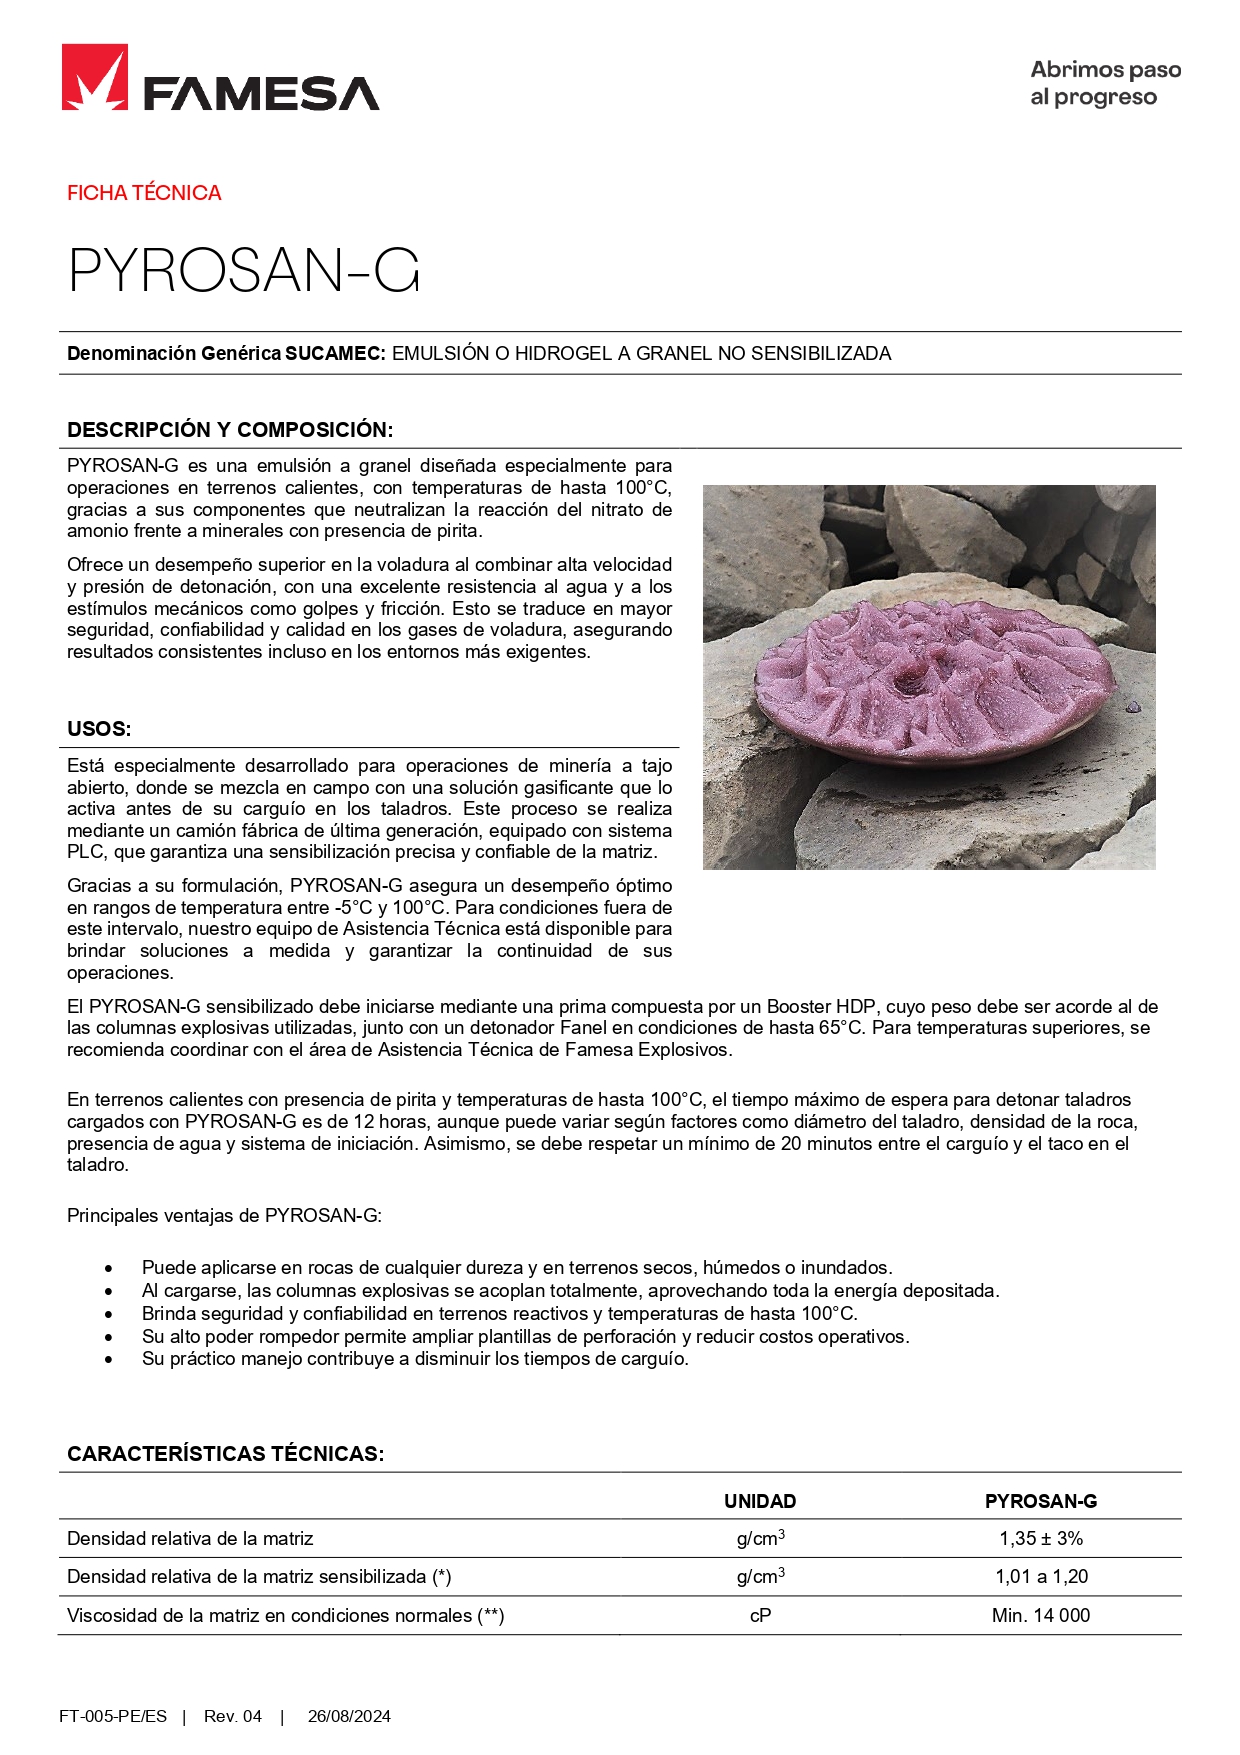 FAMESA
Abrimos paso
al progreso
FICHA TÉCNICA
PYROSAN-G
Denominación Genérica SUCAMEC: EMULSIÓN O HIDROGEL A GRANEL NO SENSIBILIZADA
DESCRIPCIÓN Y COMPOSICIÓN:
PYROSAN-G es una emulsión a granel diseñada especialmente para
operaciones en terrenos calientes, con temperaturas de hasta 100°C,
gracias a sus componentes que neutralizan la reacción del nitrato de
amonio frente a minerales con presencia de pirita.
Ofrece un desempeño superior en la voladura al combinar alta velocidad
y presión de detonación, con una excelente resistencia al agua y a los
estímulos mecánicos como golpes y fricción. Esto se traduce en mayor
seguridad, confiabilidad y calidad en los gases de voladura, asegurando
resultados consistentes incluso en los entornos más exigentes.
USOS:
Está especialmente desarrollado para operaciones de minería a tajo
abierto, donde se mezcla en campo con una solución gasificante que lo
activa antes de su carguío en los taladros. Este proceso se realiza
mediante un camión fábrica de última generación, equipado con sistema
PLC, que garantiza una sensibilización precisa y confiable de la matriz.
Gracias a su formulación, PYROSAN-G asegura un desempeño óptimo
en rangos de temperatura entre -5°C y 100°C. Para condiciones fuera de
este intervalo, nuestro equipo de Asistencia Técnica está disponible para
brindar soluciones a medida y garantizar la continuidad de sus
operaciones.
El PYROSAN-G sensibilizado debe iniciarse mediante una prima compuesta por un Booster HDP, cuyo peso debe ser acorde al de
las columnas explosivas utilizadas, junto con un detonador Fanel en condiciones de hasta 65°C. Para temperaturas superiores, se
recomienda coordinar con el área de Asistencia Técnica de Famesa Explosivos.
En terrenos calientes con presencia de pirita y temperaturas de hasta 100°C, el tiempo máximo de espera para detonar taladros
cargados con PYROSAN-G es de 12 horas, aunque puede variar según factores como diámetro del taladro, densidad de la roca,
presencia de agua y sistema de iniciación. Asimismo, se debe respetar un mínimo de 20 minutos entre el carguío y el taco en el
taladro.
Principales ventajas de PYROSAN-G:
• Puede aplicarse en rocas de cualquier dureza y en terrenos secos, húmedos o inundados.
• Al cargarse, las columnas explosivas se acoplan totalmente, aprovechando toda la energía depositada.
• Brinda seguridad y confiabilidad en terrenos reactivos y temperaturas de hasta 100°C.
• Su alto poder rompedor permite ampliar plantillas de perforación y reducir costos operativos.
• Su práctico manejo contribuye a disminuir los tiempos de carguío.
CARACTERÍSTICAS TÉCNICAS:
UNIDAD PYROSAN-G
Densidad relativa de la matriz g/cm³ 1,35 ± 3%
Densidad relativa de la matriz sensibilizada (*) g/cm³ 1,01 a 1,20
Viscosidad de la matriz en condiciones normales (**) cP Min. 14 000
FT-005-PE/ES | Rev. 04 | 26/08/2024